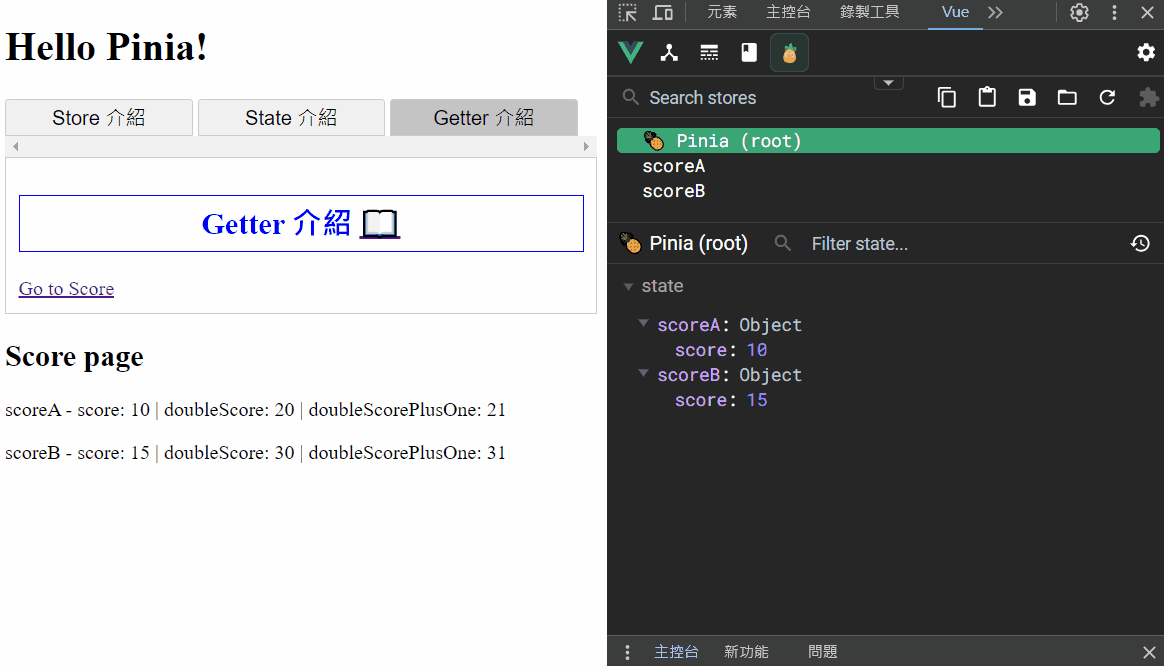 Hello Pinia!
Store 介紹
State 介紹
Getter 介紹
Getter 介紹
Go to Score
Score page
scoreA - score: 10 | doubleScore: 20 | doubleScorePlusOne: 21
scoreB - score: 15 | doubleScore: 30 | doubleScorePlusOne: 31
元素 主控台 錄製工具 Vue
Search stores
Pinia (root)
scoreA
scoreB
Pinia (root) Filter state...
state
scoreA: Object
score: 10
scoreB: Object
score: 15
主控台 新功能 問題